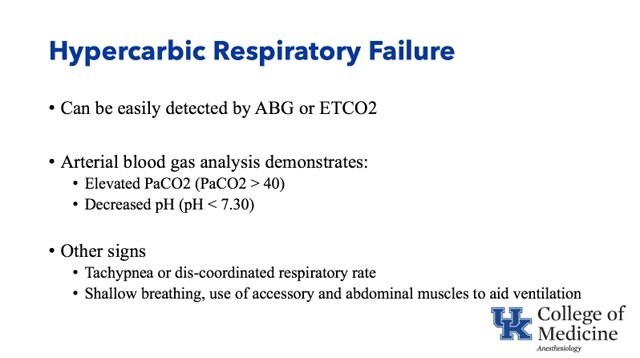 Hypercarbic Respiratory Failure
• Can be easily detected by ABG or ETCO2
• Arterial blood gas analysis demonstrates:
• Elevated PaCO2 (PaCO2 > 40)
• Decreased pH (pH < 7.30)
• Other signs
• Tachypnea or dis-coordinated respiratory rate
• Shallow breathing, use of accessory and abdominal muscles to aid ventilation
UK College of
Medicine
Anesthesiology